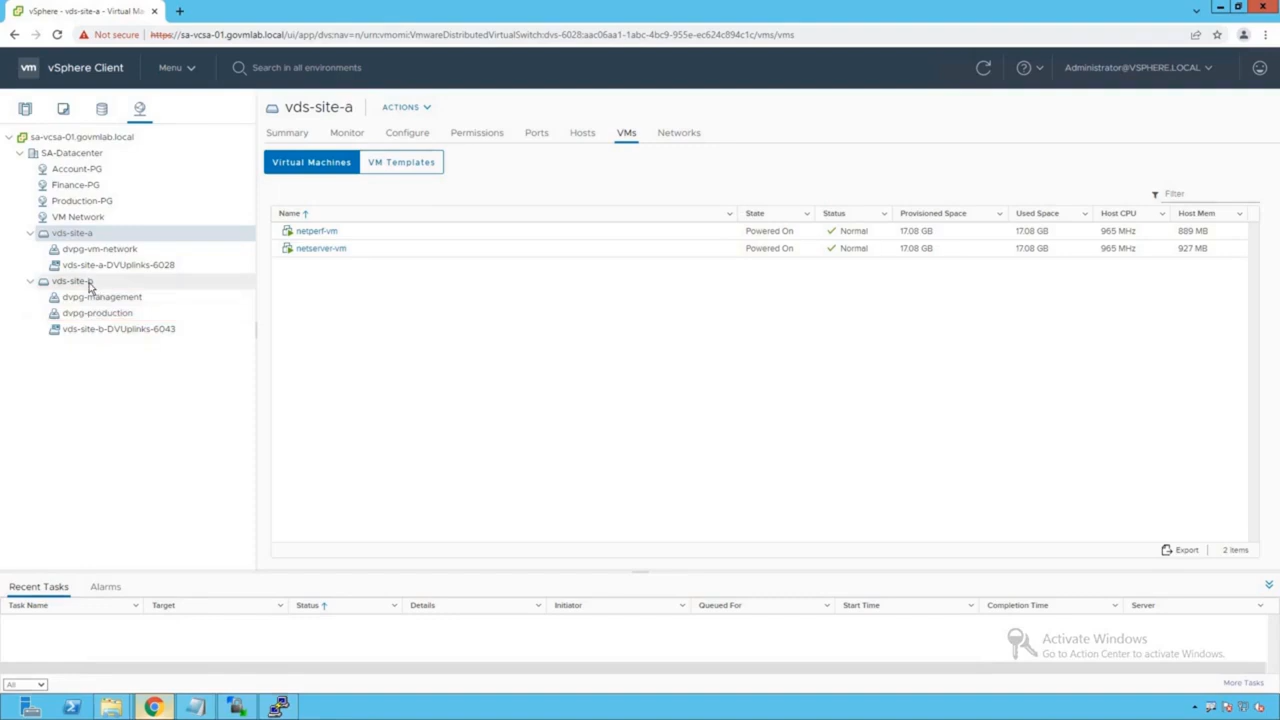 vSphere - vds-site-a - Virtual Ma
Not secure https://sa-vcsa-01.govmlab.local/ui/app/dvs;nav=n/urn:vmomi:VmwareDistributedVirtualSwitch:dvs-6028:aac06aa1-1abc-4bc9-955e-ec624c894c1c/vms/vms
vm vSphere Client Menu Search in all environments Administrator@VSPHERE.LOCAL
vds-site-a ACTIONS
Summary Monitor Configure Permissions Ports Hosts VMs Networks
Virtual Machines VM Templates
sa-vcsa-01.govmlab.local
SA-Datacenter
Account-PG
Finance-PG
Production-PG
VM Network
vds-site-a
dvpg-vm-network
vds-site-a-DVUplinks-6028
vds-site-b
dvpg-management
dvpg-production
vds-site-b-DVUplinks-6043
Filter
Name State Status Provisioned Space Used Space Host CPU Host Mem
netperf-vm Powered On Normal 17.08 GB 17.08 GB 965 MHz 889 MB
netserver-vm Powered On Normal 17.08 GB 17.08 GB 965 MHz 927 MB
Export 2 items
Recent Tasks Alarms
Task Name Target Status Details Initiator Queued For Start Time Completion Time Server
Activate Windows
Go to Action Center to activate Windows.
All More Tasks